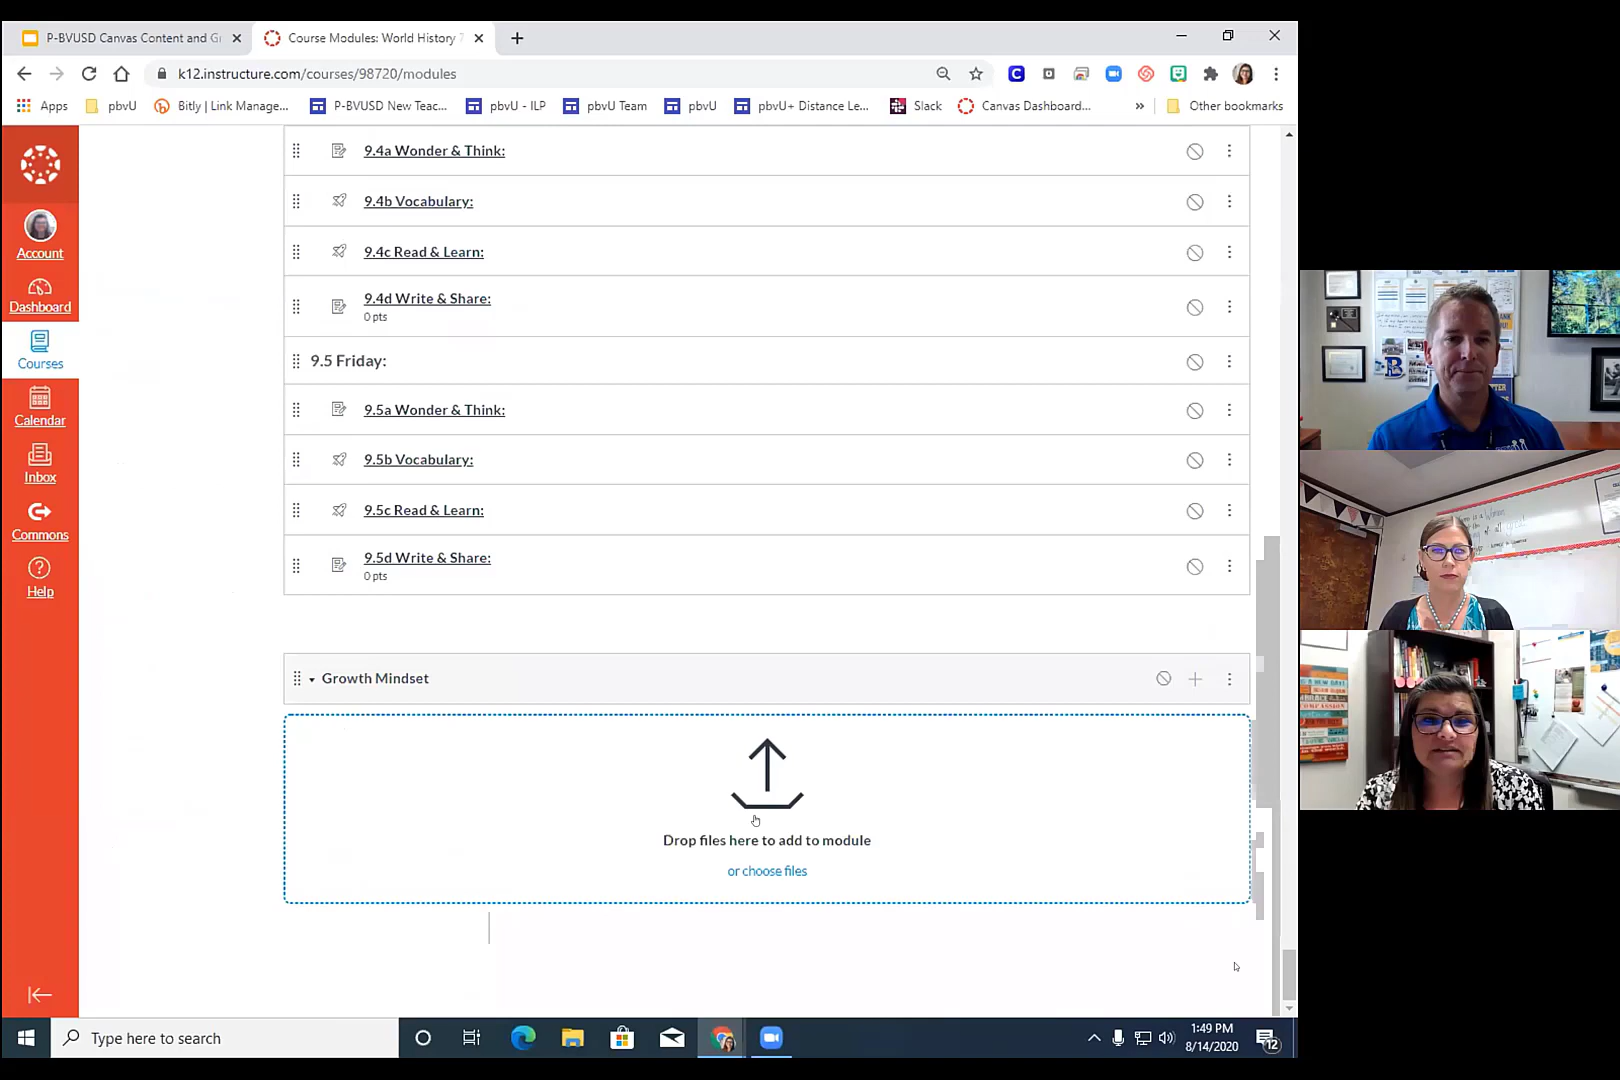 P-BVUSD Canvas Content and Gr
Course Modules: World History 7
k12.instructure.com/courses/98720/modules
Apps
pbvU
Bitly | Link Manage...
P-BVUSD New Teac...
pbvU - ILP
pbvU Team
pbvU
pbvU+ Distance Le...
Slack
Canvas Dashboard...
»
Other bookmarks
Account
Dashboard
Courses
Calendar
Inbox
Commons
Help
9.4a Wonder & Think:
9.4b Vocabulary:
9.4c Read & Learn:
9.4d Write & Share:
0 pts
9.5 Friday:
9.5a Wonder & Think:
9.5b Vocabulary:
9.5c Read & Learn:
9.5d Write & Share:
0 pts
Growth Mindset
Drop files here to add to module
or choose files
Type here to search
1:49 PM
8/14/2020
12